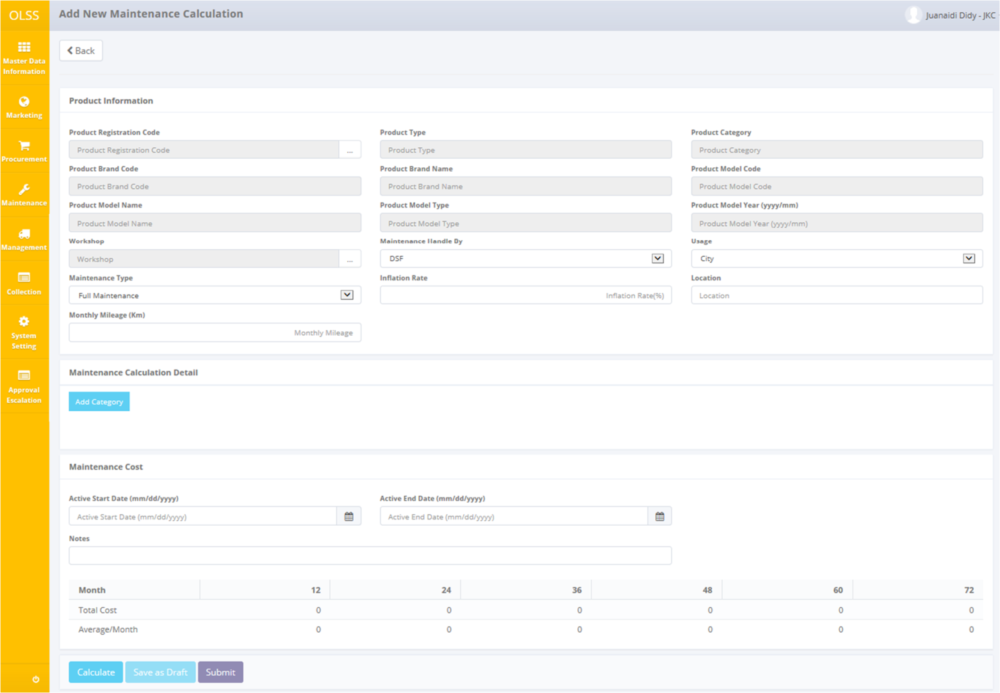 OLSS
Add New Maintenance Calculation
Juanaidi Didy - JKC
Master Data
Information
Marketing
Procurement
Maintenance
Management
Collection
System
Setting
Approval
Escalation
Back
Product Information
Product Registration Code Product Type Product Category
Product Registration Code ... Product Type Product Category
Product Brand Code Product Brand Name Product Model Code
Product Brand Code Product Brand Name Product Model Code
Product Model Name Product Model Type Product Model Year (yyyy/mm)
Product Model Name Product Model Type Product Model Year (yyyy/mm)
Workshop Maintenance Handle By Usage
Workshop ... DSF City
Maintenance Type Inflation Rate Location
Full Maintenance Inflation Rate(%) Location
Monthly Mileage (Km)
Monthly Mileage
Maintenance Calculation Detail
Add Category
Maintenance Cost
Active Start Date (mm/dd/yyyy) Active End Date (mm/dd/yyyy)
Active Start Date (mm/dd/yyyy) Active End Date (mm/dd/yyyy)
Notes
Month 12 24 36 48 60 72
Total Cost 0 0 0 0 0 0
Average/Month 0 0 0 0 0 0
Calculate Save as Draft Submit